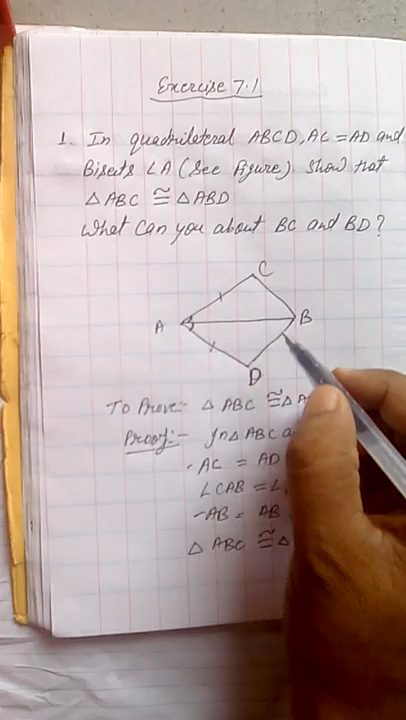 Exercise 7.1
1. In quadrilateral ABCD, AC = AD and
Bisects ∠A (See figure). Show that
△ ABC ≅ △ ABD
What Can you about BC and BD?
C
A B
D
To Prove:- △ ABC ≅ △
Proof:- In △ ABC
- AC = AD
∠CAB = ∠
- AB = AB
△ ABC ≅ △